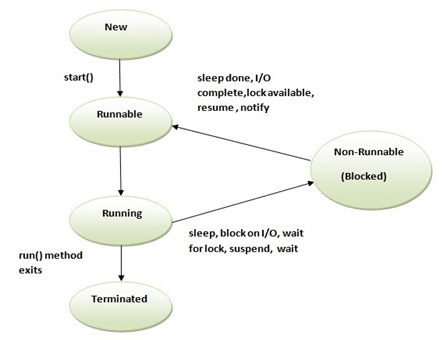 New
start()
sleep done, I/O
complete,lock available,
resume , notify
Runnable
Non-Runnable
(Blocked)
Running
sleep, block on I/O, wait
for lock, suspend, wait
run() method
exits
Terminated